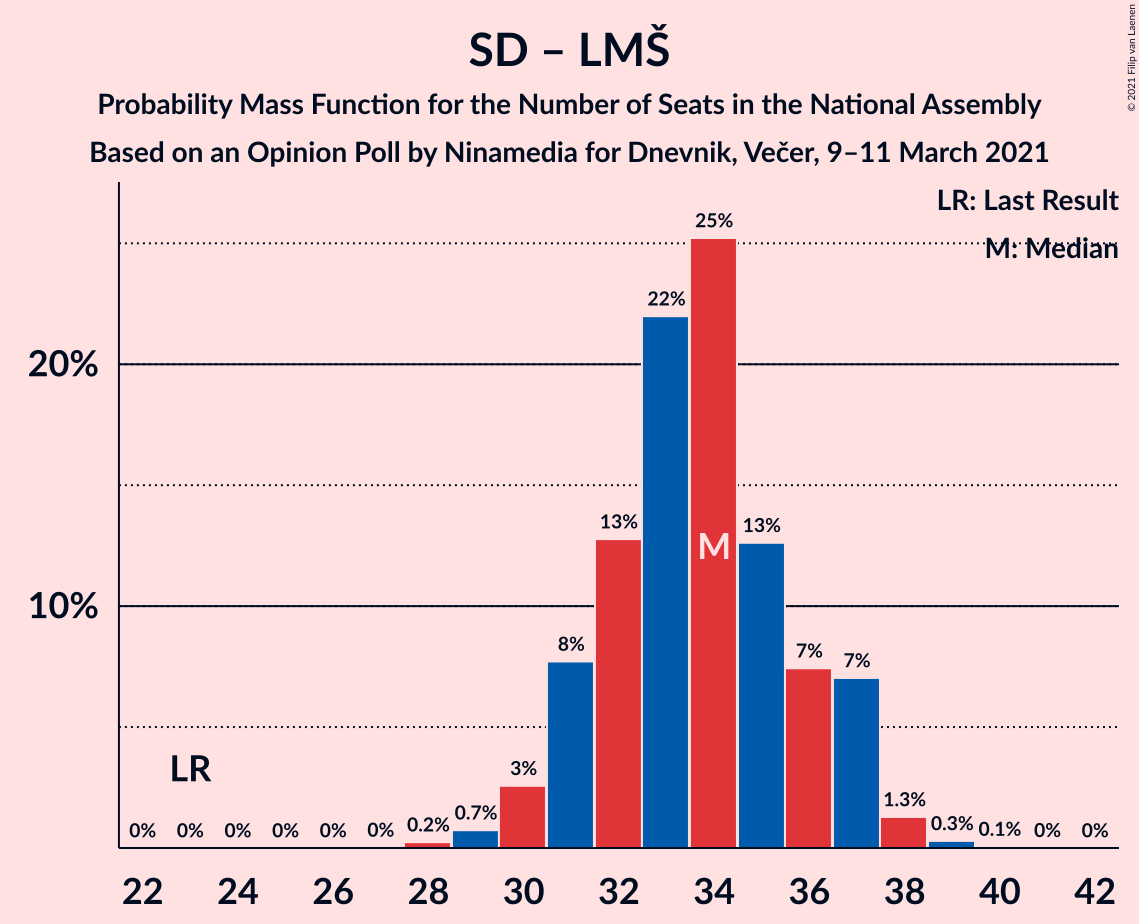 SD – LMŠ
Probability Mass Function for the Number of Seats in the National Assembly
Based on an Opinion Poll by Ninamedia for Dnevnik, Večer, 9–11 March 2021
© 2021 Filip van Laenen
LR: Last Result
M: Median
20%
10%
LR
M
0%
0%
0%
0%
0%
0%
0.2%
0.7%
3%
8%
13%
22%
25%
13%
7%
7%
1.3%
0.3%
0.1%
0%
0%
22 24 26 28 30 32 34 36 38 40 42